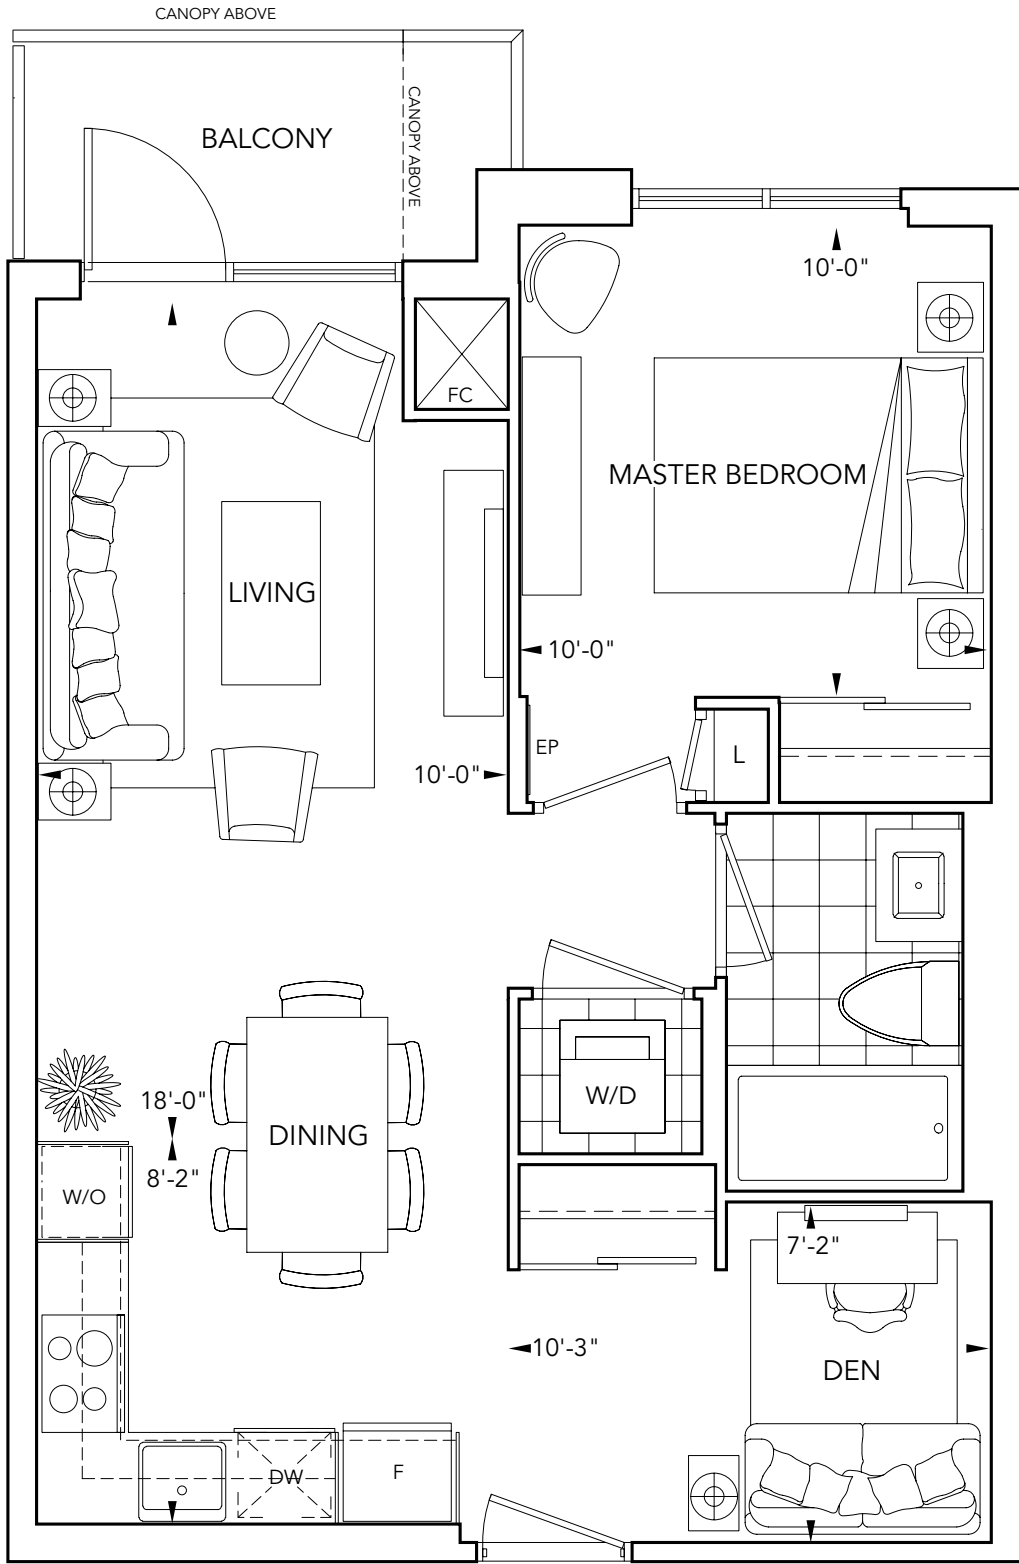 CANOPY ABOVE
CANOPY ABOVE
BALCONY
10'-0"
FC
MASTER BEDROOM
LIVING
10'-0"
EP
L
10'-0"
W/D
18'-0"
DINING
8'-2"
W/O
7'-2"
10'-3"
DEN
DW
F